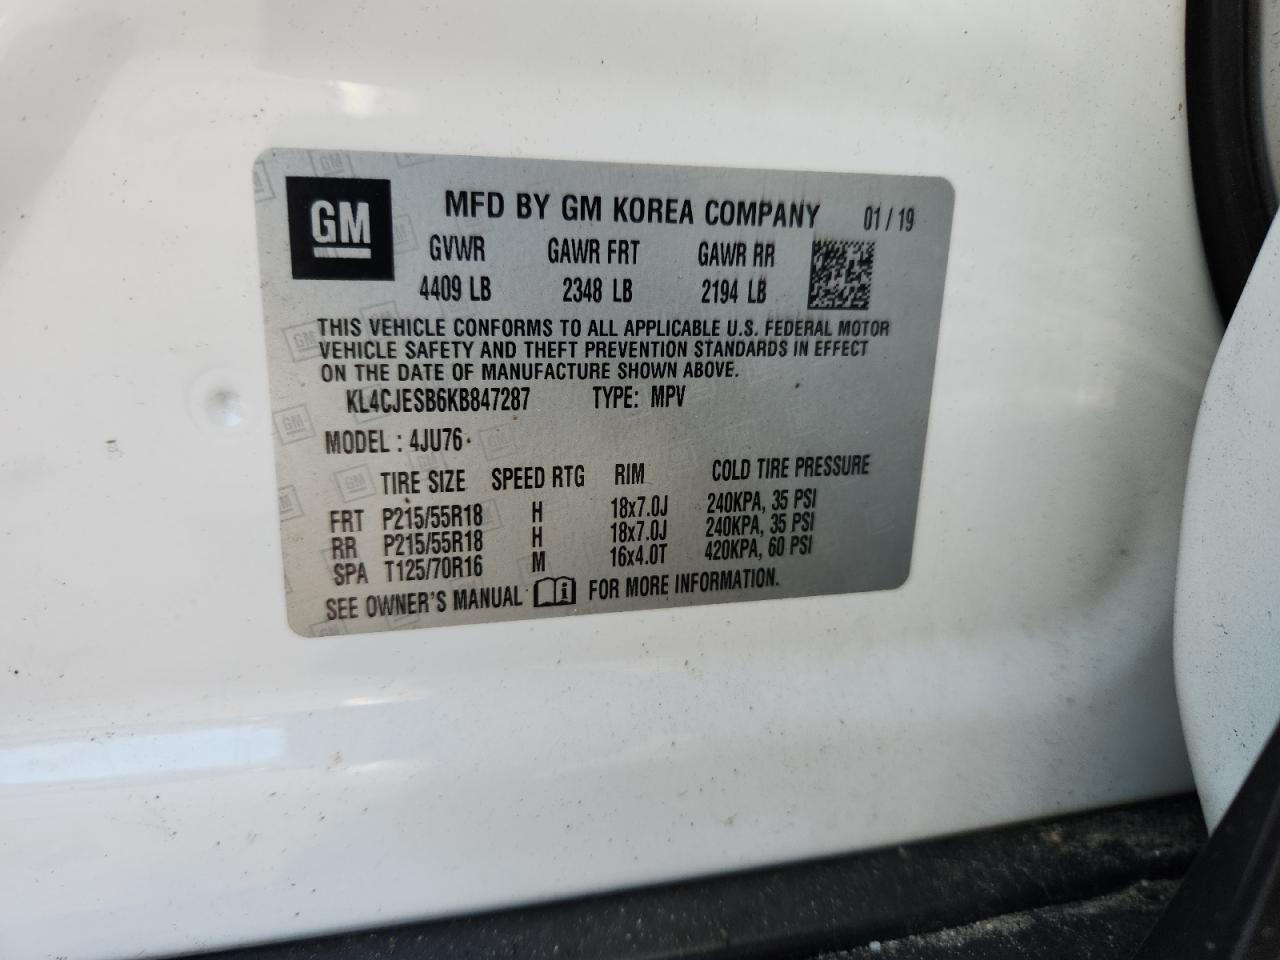 GM
MFD BY GM KOREA COMPANY 01 / 19
GVWR GAWR FRT GAWR RR
4409 LB 2348 LB 2194 LB
THIS VEHICLE CONFORMS TO ALL APPLICABLE U.S. FEDERAL MOTOR
VEHICLE SAFETY AND THEFT PREVENTION STANDARDS IN EFFECT
ON THE DATE OF MANUFACTURE SHOWN ABOVE.
KL4CJESB6KB847287 TYPE: MPV
MODEL : 4JU76
TIRE SIZE SPEED RTG RIM COLD TIRE PRESSURE
FRT P215/55R18 H 18x7.0J 240KPA, 35 PSI
RR P215/55R18 H 18x7.0J 240KPA, 35 PSI
SPA T125/70R16 M 16x4.0T 420KPA, 60 PSI
SEE OWNER'S MANUAL i FOR MORE INFORMATION.